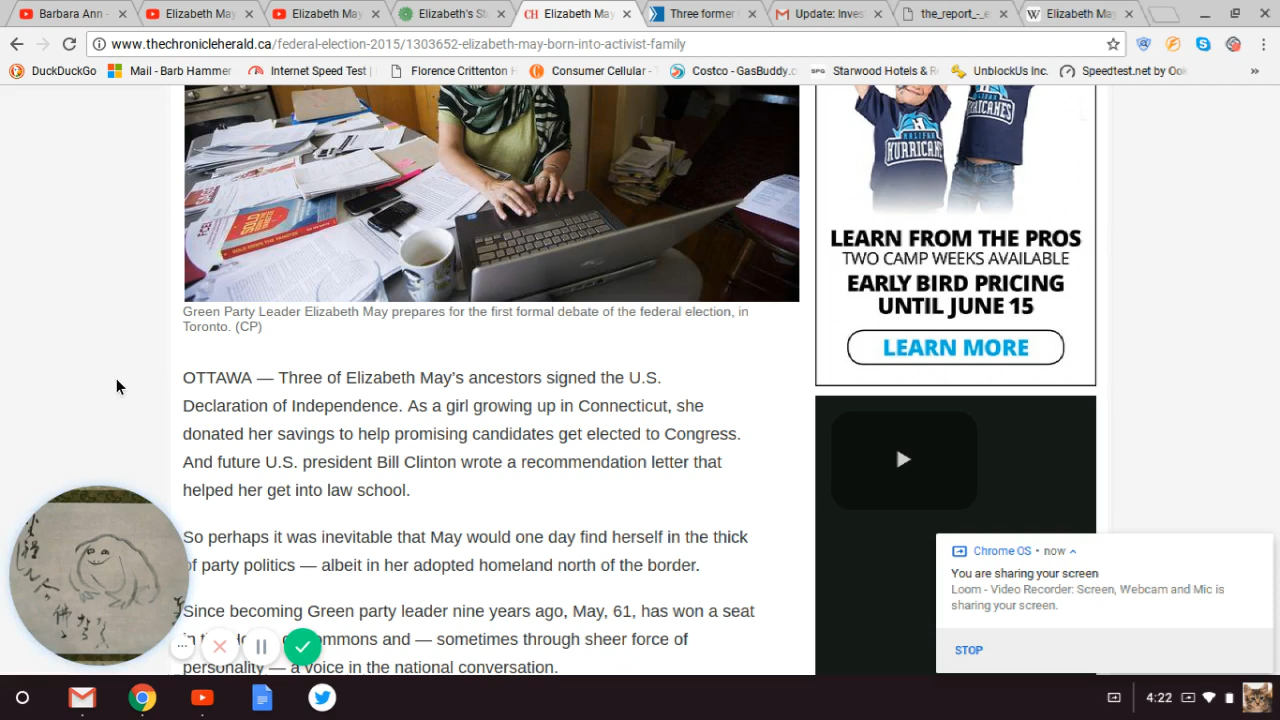 Barbara Ann -
Elizabeth May
Elizabeth May
Elizabeth's St
CH Elizabeth May
Three former
Update: Inves
the_report_-_e
W Elizabeth May
www.thechronicleherald.ca/federal-election-2015/1303652-elizabeth-may-born-into-activist-family
DuckDuckGo
Mail - Barb Hammer
Internet Speed Test |
Florence Crittenton H
Consumer Cellular -
Costco - GasBuddy.c
SPG Starwood Hotels & R
UnblockUs Inc.
Speedtest.net by Ook
»
HALIFAX
HURRICANES
LEARN FROM THE PROS
TWO CAMP WEEKS AVAILABLE
EARLY BIRD PRICING
UNTIL JUNE 15
LEARN MORE
Green Party Leader Elizabeth May prepares for the first formal debate of the federal election, in
Toronto. (CP)
OTTAWA — Three of Elizabeth May’s ancestors signed the U.S.
Declaration of Independence. As a girl growing up in Connecticut, she
donated her savings to help promising candidates get elected to Congress.
And future U.S. president Bill Clinton wrote a recommendation letter that
helped her get into law school.
So perhaps it was inevitable that May would one day find herself in the thick
of party politics — albeit in her adopted homeland north of the border.
Since becoming Green party leader nine years ago, May, 61, has won a seat
in commons and — sometimes through sheer force of
personality — a voice in the national conversation.
Chrome OS • now
You are sharing your screen
Loom - Video Recorder: Screen, Webcam and Mic is
sharing your screen.
STOP
4:22